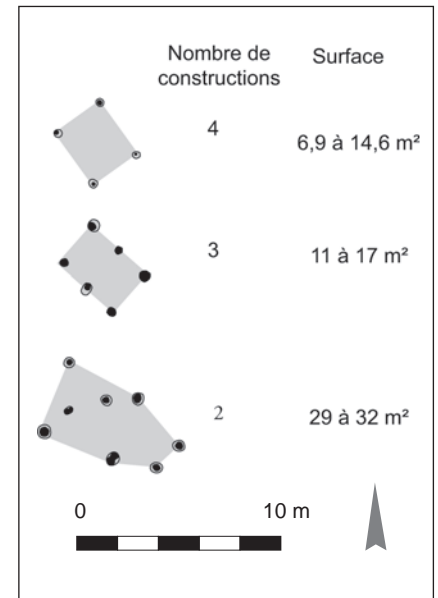 Nombre de
constructions
Surface
4
6,9 à 14,6 m²
3
11 à 17 m²
2
29 à 32 m²
0
10 m